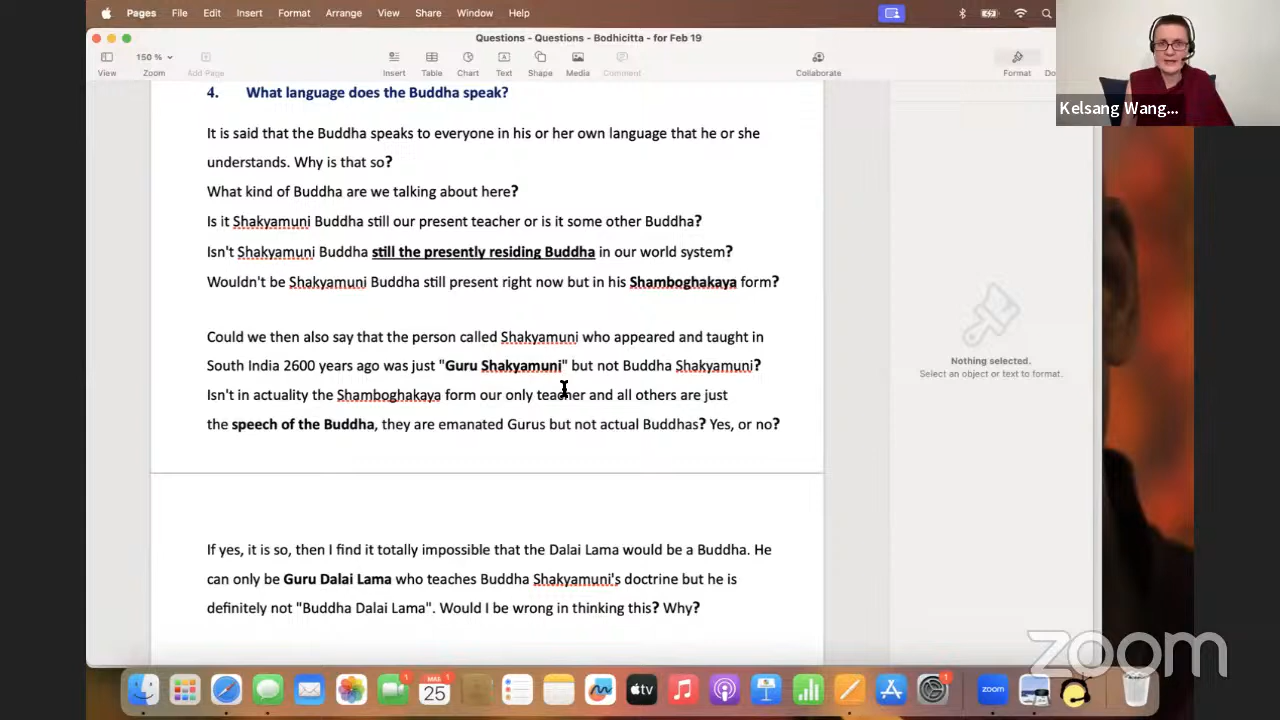 Pages File Edit Insert Format Arrange View Share Window Help
Questions - Questions - Bodhicitta - for Feb 19
150 %
View Zoom Add Page Insert Table Chart Text Shape Media Comment Collaborate Format
Kelsang Wang...
4. What language does the Buddha speak?
It is said that the Buddha speaks to everyone in his or her own language that he or she
understands. Why is that so?
What kind of Buddha are we talking about here?
Is it Shakyamuni Buddha still our present teacher or is it some other Buddha?
Isn't Shakyamuni Buddha still the presently residing Buddha in our world system?
Wouldn't be Shakyamuni Buddha still present right now but in his Shamboghakaya form?
Could we then also say that the person called Shakyamuni who appeared and taught in
South India 2600 years ago was just "Guru Shakyamuni" but not Buddha Shakyamuni?
Isn't in actuality the Shamboghakaya form our only teacher and all others are just
the speech of the Buddha, they are emanated Gurus but not actual Buddhas? Yes, or no?
If yes, it is so, then I find it totally impossible that the Dalai Lama would be a Buddha. He
can only be Guru Dalai Lama who teaches Buddha Shakyamuni's doctrine but he is
definitely not "Buddha Dalai Lama". Would I be wrong in thinking this? Why?
Nothing selected.
Select an object or text to format.
25
tv
zoom
zoom